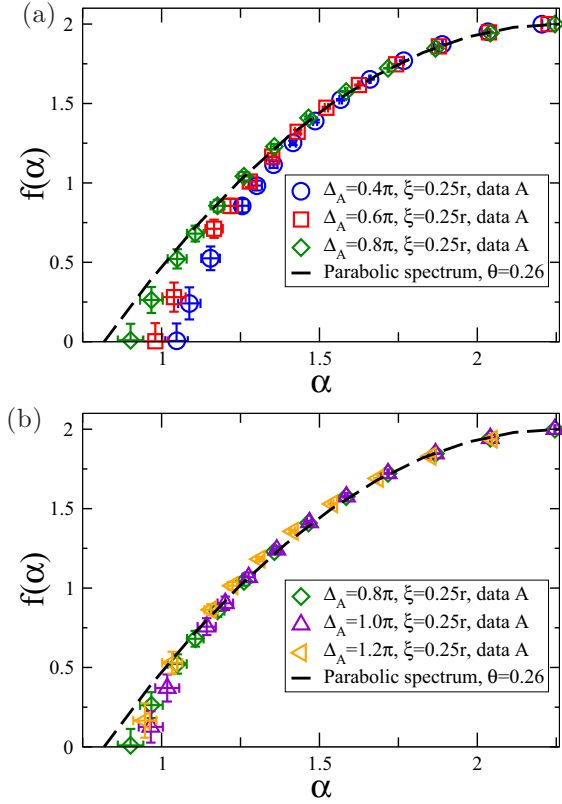 (a)
2
1.5
1
0.5
0
f(α)
Δ_A=0.4π, ξ=0.25r, data A
Δ_A=0.6π, ξ=0.25r, data A
Δ_A=0.8π, ξ=0.25r, data A
Parabolic spectrum, θ=0.26
1 1.5 2
α
(b)
2
1.5
1
0.5
0
f(α)
Δ_A=0.8π, ξ=0.25r, data A
Δ_A=1.0π, ξ=0.25r, data A
Δ_A=1.2π, ξ=0.25r, data A
Parabolic spectrum, θ=0.26
1 1.5 2
α